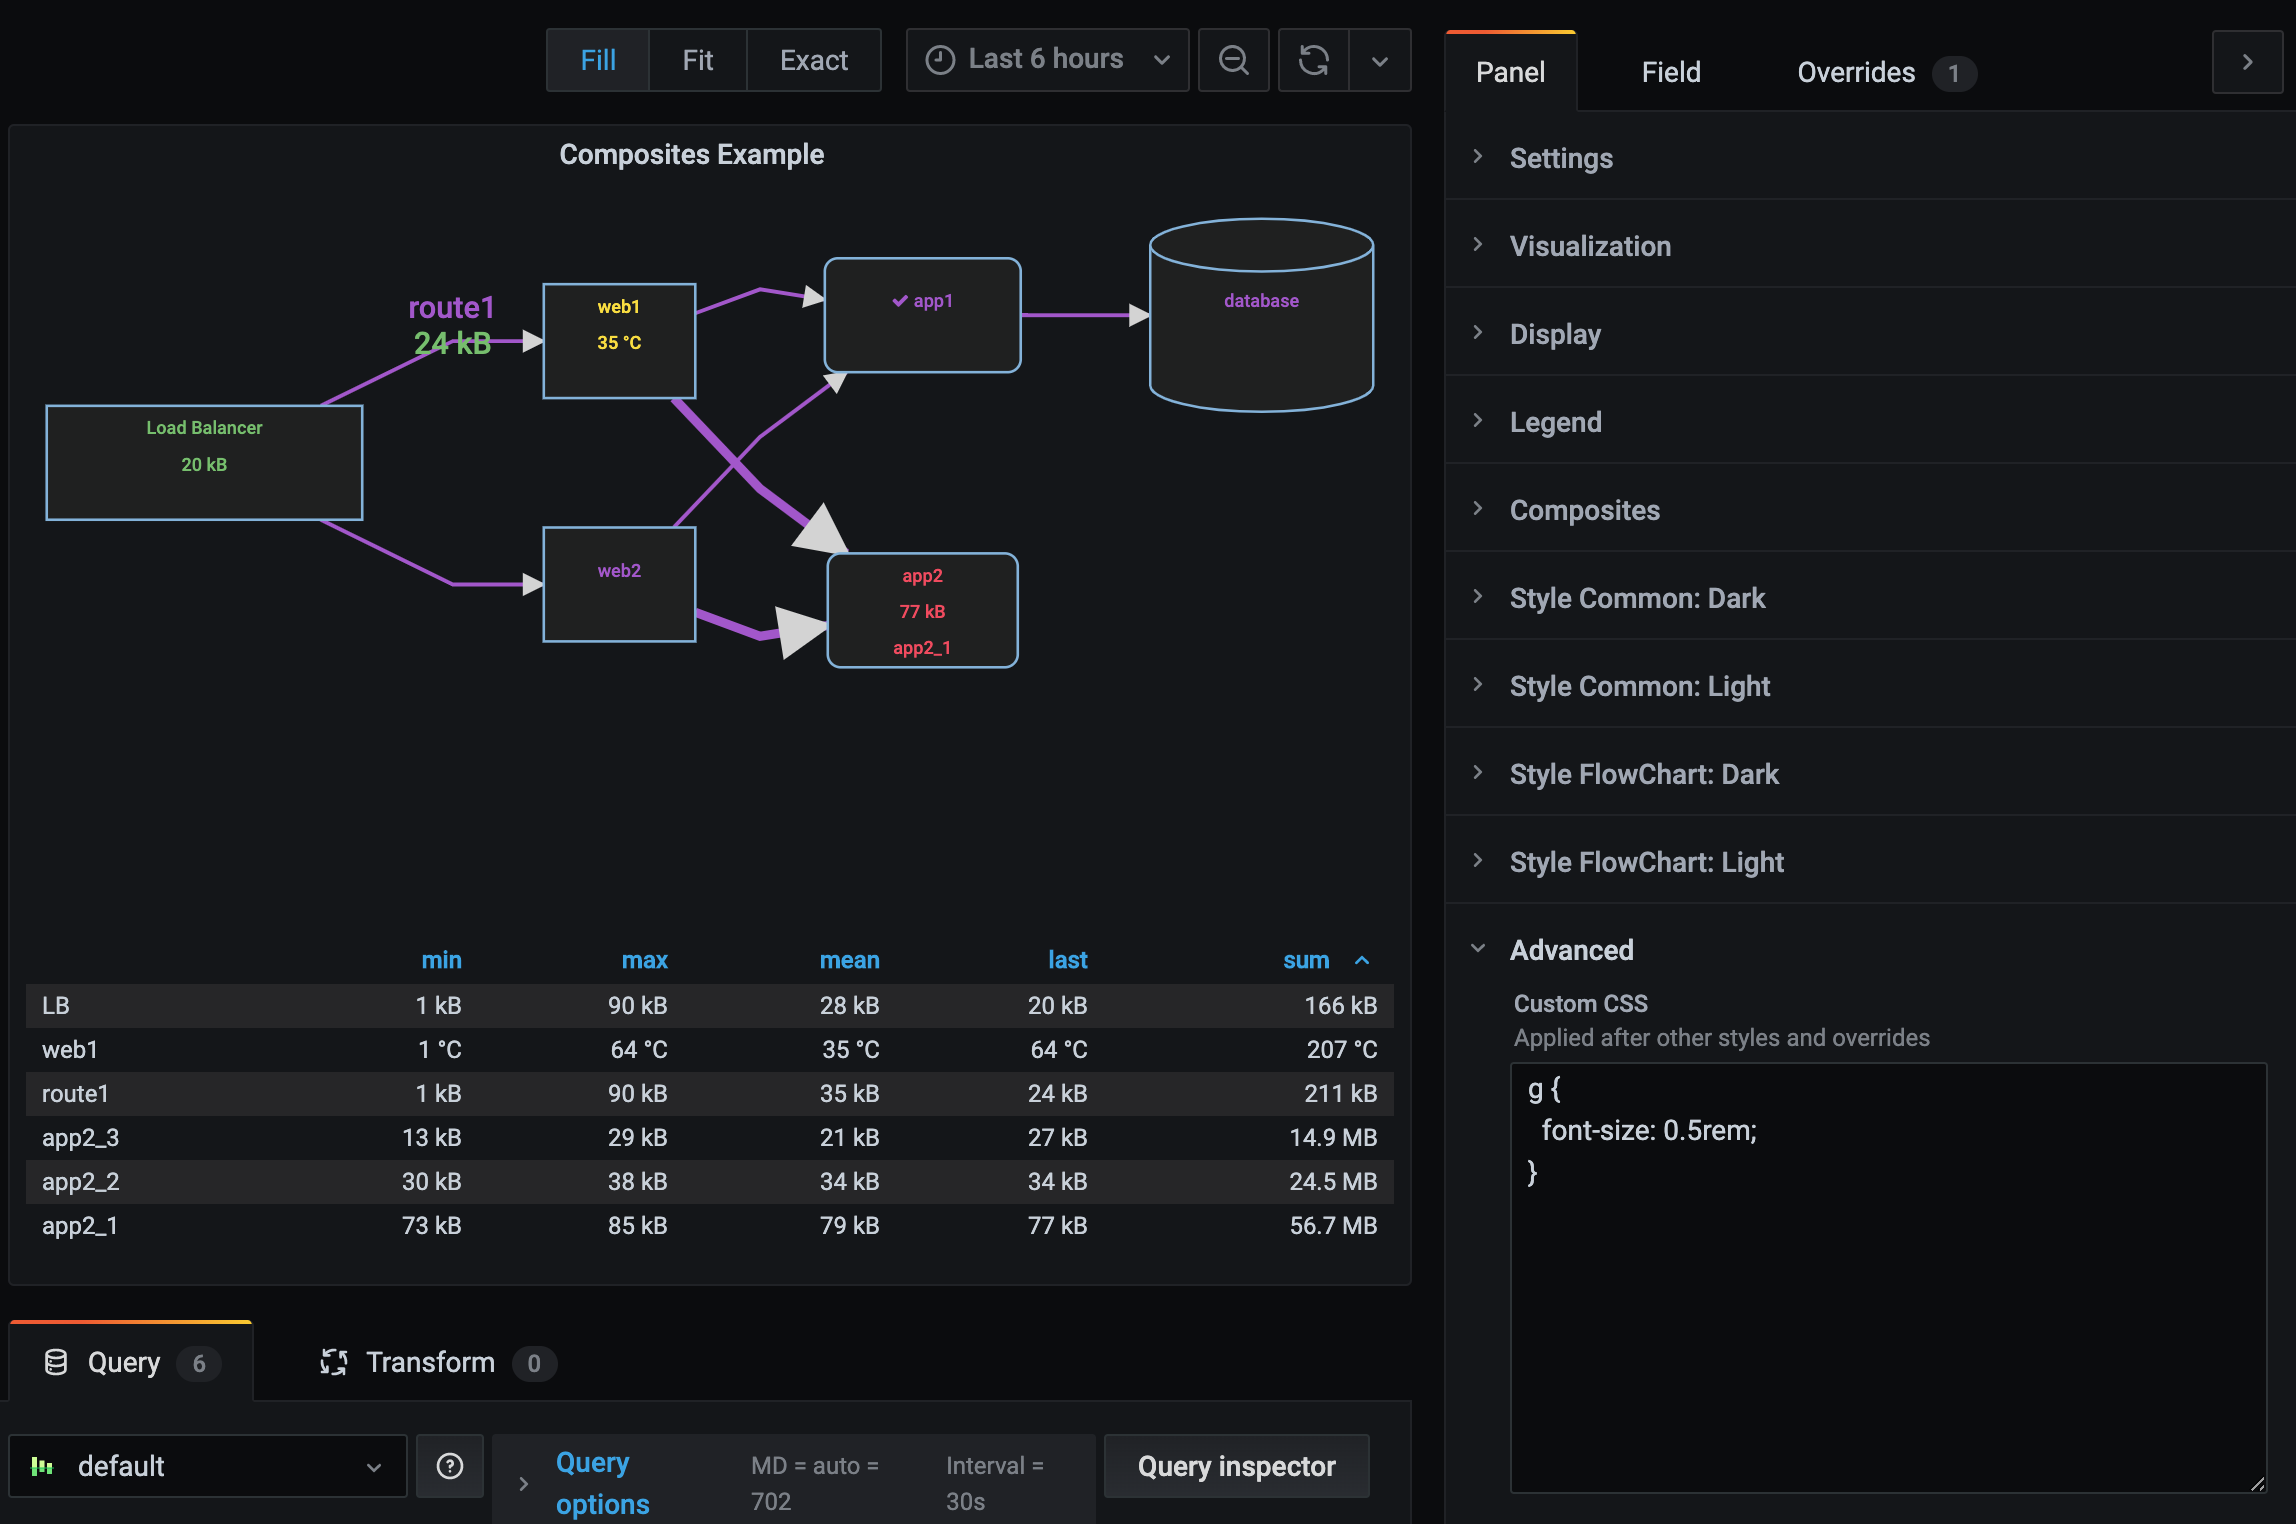 Fill Fit Exact Last 6 hours
Panel Field Overrides 1
Composites Example
route1
24 kB
web1
35 °C
app1
database
Load Balancer
20 kB
web2
app2
77 kB
app2_1
min max mean last sum
LB 1 kB 90 kB 28 kB 20 kB 166 kB
web1 1 °C 64 °C 35 °C 64 °C 207 °C
route1 1 kB 90 kB 35 kB 24 kB 211 kB
app2_3 13 kB 29 kB 21 kB 27 kB 14.9 MB
app2_2 30 kB 38 kB 34 kB 34 kB 24.5 MB
app2_1 73 kB 85 kB 79 kB 77 kB 56.7 MB
Query 6 Transform 0
default
Query options
MD = auto = 702
Interval = 30s
Query inspector
Settings
Visualization
Display
Legend
Composites
Style Common: Dark
Style Common: Light
Style FlowChart: Dark
Style FlowChart: Light
Advanced
Custom CSS
Applied after other styles and overrides
g {
font-size: 0.5rem;
}